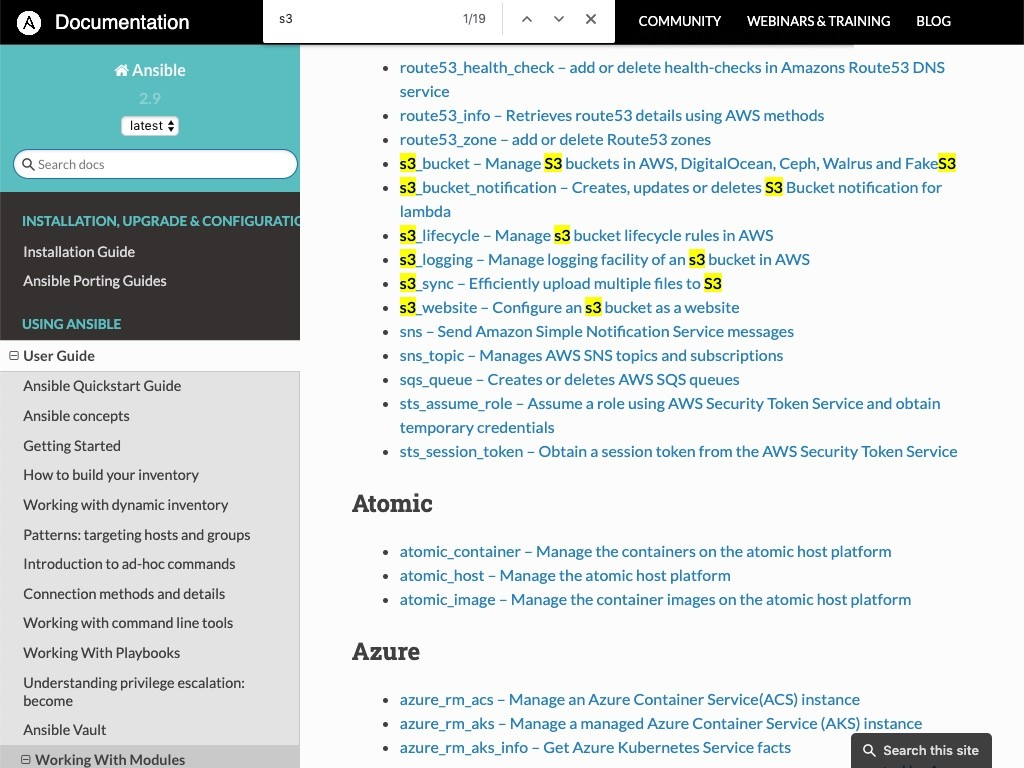 Documentation
s3
1/19
COMMUNITY
WEBINARS & TRAINING
BLOG
Ansible
2.9
latest
Search docs
INSTALLATION, UPGRADE & CONFIGURATIO
Installation Guide
Ansible Porting Guides
USING ANSIBLE
User Guide
Ansible Quickstart Guide
Ansible concepts
Getting Started
How to build your inventory
Working with dynamic inventory
Patterns: targeting hosts and groups
Introduction to ad-hoc commands
Connection methods and details
Working with command line tools
Working With Playbooks
Understanding privilege escalation:
become
Ansible Vault
Working With Modules
route53_health_check – add or delete health-checks in Amazons Route53 DNS
service
route53_info – Retrieves route53 details using AWS methods
route53_zone – add or delete Route53 zones
s3_bucket – Manage S3 buckets in AWS, DigitalOcean, Ceph, Walrus and FakeS3
s3_bucket_notification – Creates, updates or deletes S3 Bucket notification for
lambda
s3_lifecycle – Manage s3 bucket lifecycle rules in AWS
s3_logging – Manage logging facility of an s3 bucket in AWS
s3_sync – Efficiently upload multiple files to S3
s3_website – Configure an s3 bucket as a website
sns – Send Amazon Simple Notification Service messages
sns_topic – Manages AWS SNS topics and subscriptions
sqs_queue – Creates or deletes AWS SQS queues
sts_assume_role – Assume a role using AWS Security Token Service and obtain
temporary credentials
sts_session_token – Obtain a session token from the AWS Security Token Service
Atomic
atomic_container – Manage the containers on the atomic host platform
atomic_host – Manage the atomic host platform
atomic_image – Manage the container images on the atomic host platform
Azure
azure_rm_acs – Manage an Azure Container Service(ACS) instance
azure_rm_aks – Manage a managed Azure Container Service (AKS) instance
azure_rm_aks_info – Get Azure Kubernetes Service facts
Search this site